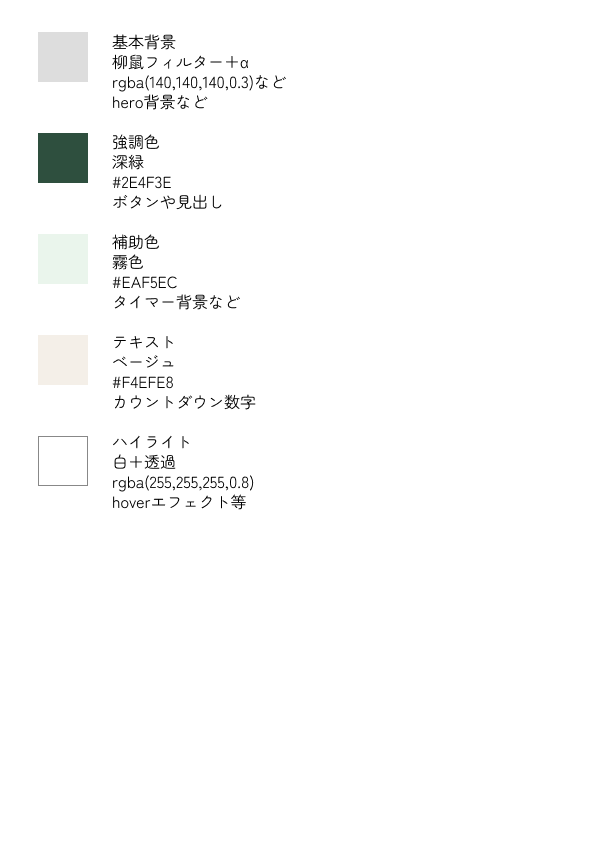 基本背景
柳鼠フィルター＋α
rgba(140,140,140,0.3)など
hero背景など
強調色
深緑
#2E4F3E
ボタンや見出し
補助色
霧色
#EAF5EC
タイマー背景など
テキスト
ベージュ
#F4EFE8
カウントダウン数字
ハイライト
白＋透過
rgba(255,255,255,0.8)
hoverエフェクト等